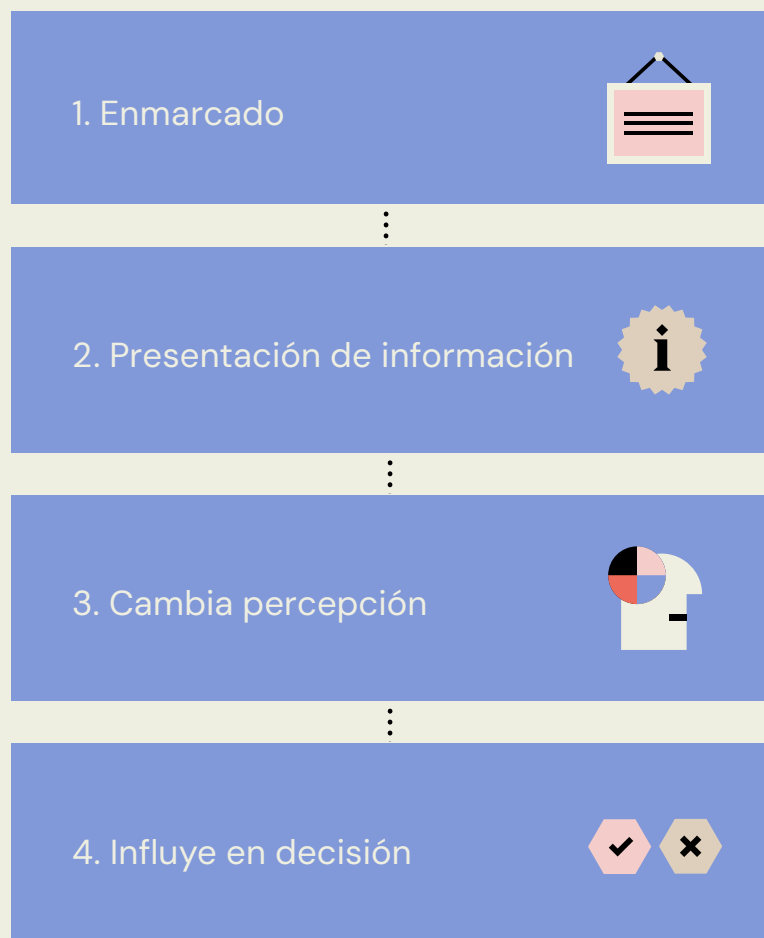 1. Enmarcado
i
2. Presentación de información
3. Cambia percepción
4. Influye en decisión